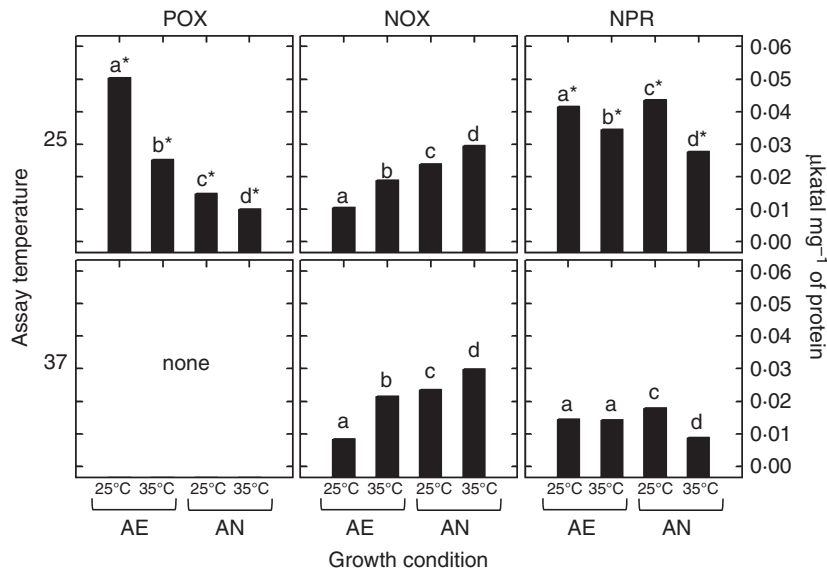 POX NOX NPR
a* b* c* d*
a b c d
a* b* c* d*
25
0·06
0·05
0·04
0·03
0·02
0·01
0·00
none
a b c d
a a c d
37
0·06
0·05
0·04
0·03
0·02
0·01
0·00
Assay temperature
μkatal mg–1 of protein
25°C 35°C 25°C 35°C 25°C 35°C 25°C 35°C 25°C 35°C 25°C 35°C
AE AN AE AN AE AN
Growth condition